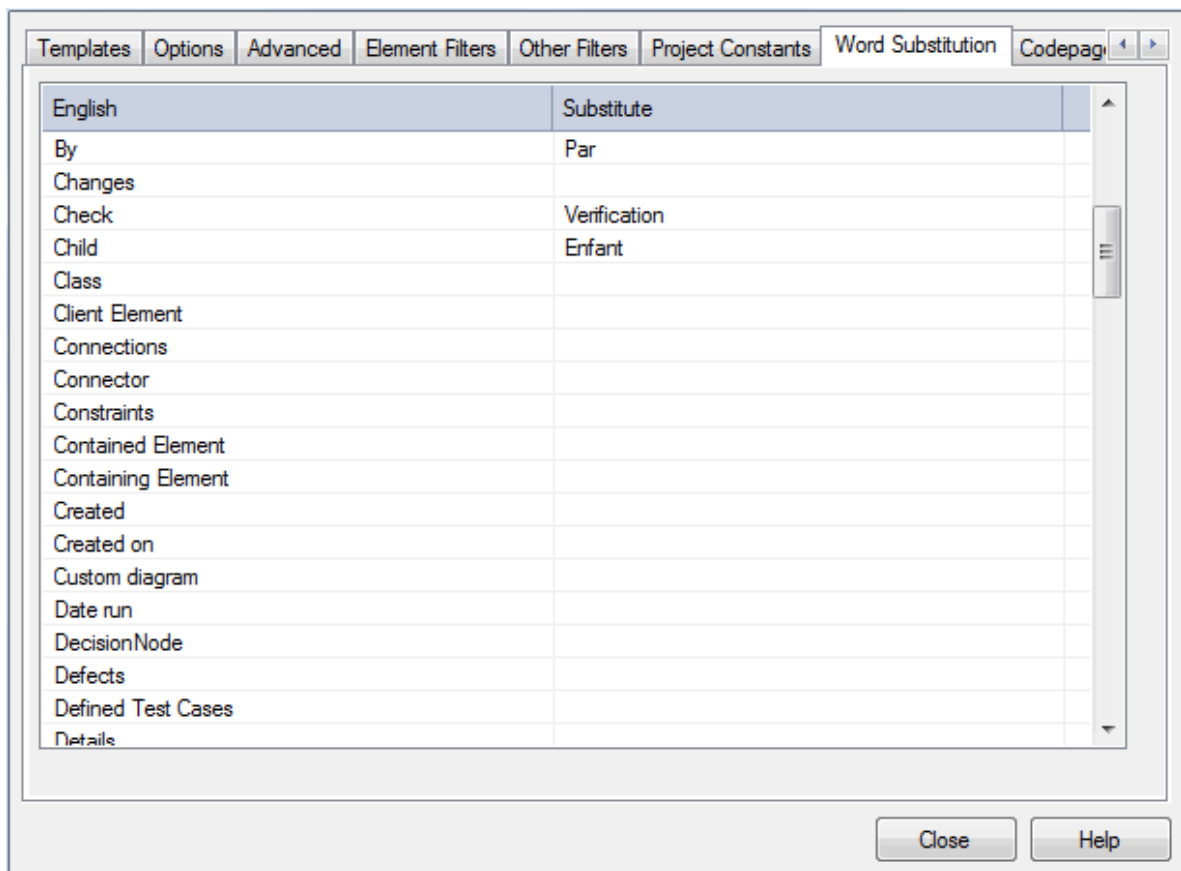 Templates Options Advanced Element Filters Other Filters Project Constants Word Substitution Codepag
English Substitute
By Par
Changes
Check Verification
Child Enfant
Class
Client Element
Connections
Connector
Constraints
Contained Element
Containing Element
Created
Created on
Custom diagram
Date run
DecisionNode
Defects
Defined Test Cases
Details
Close Help